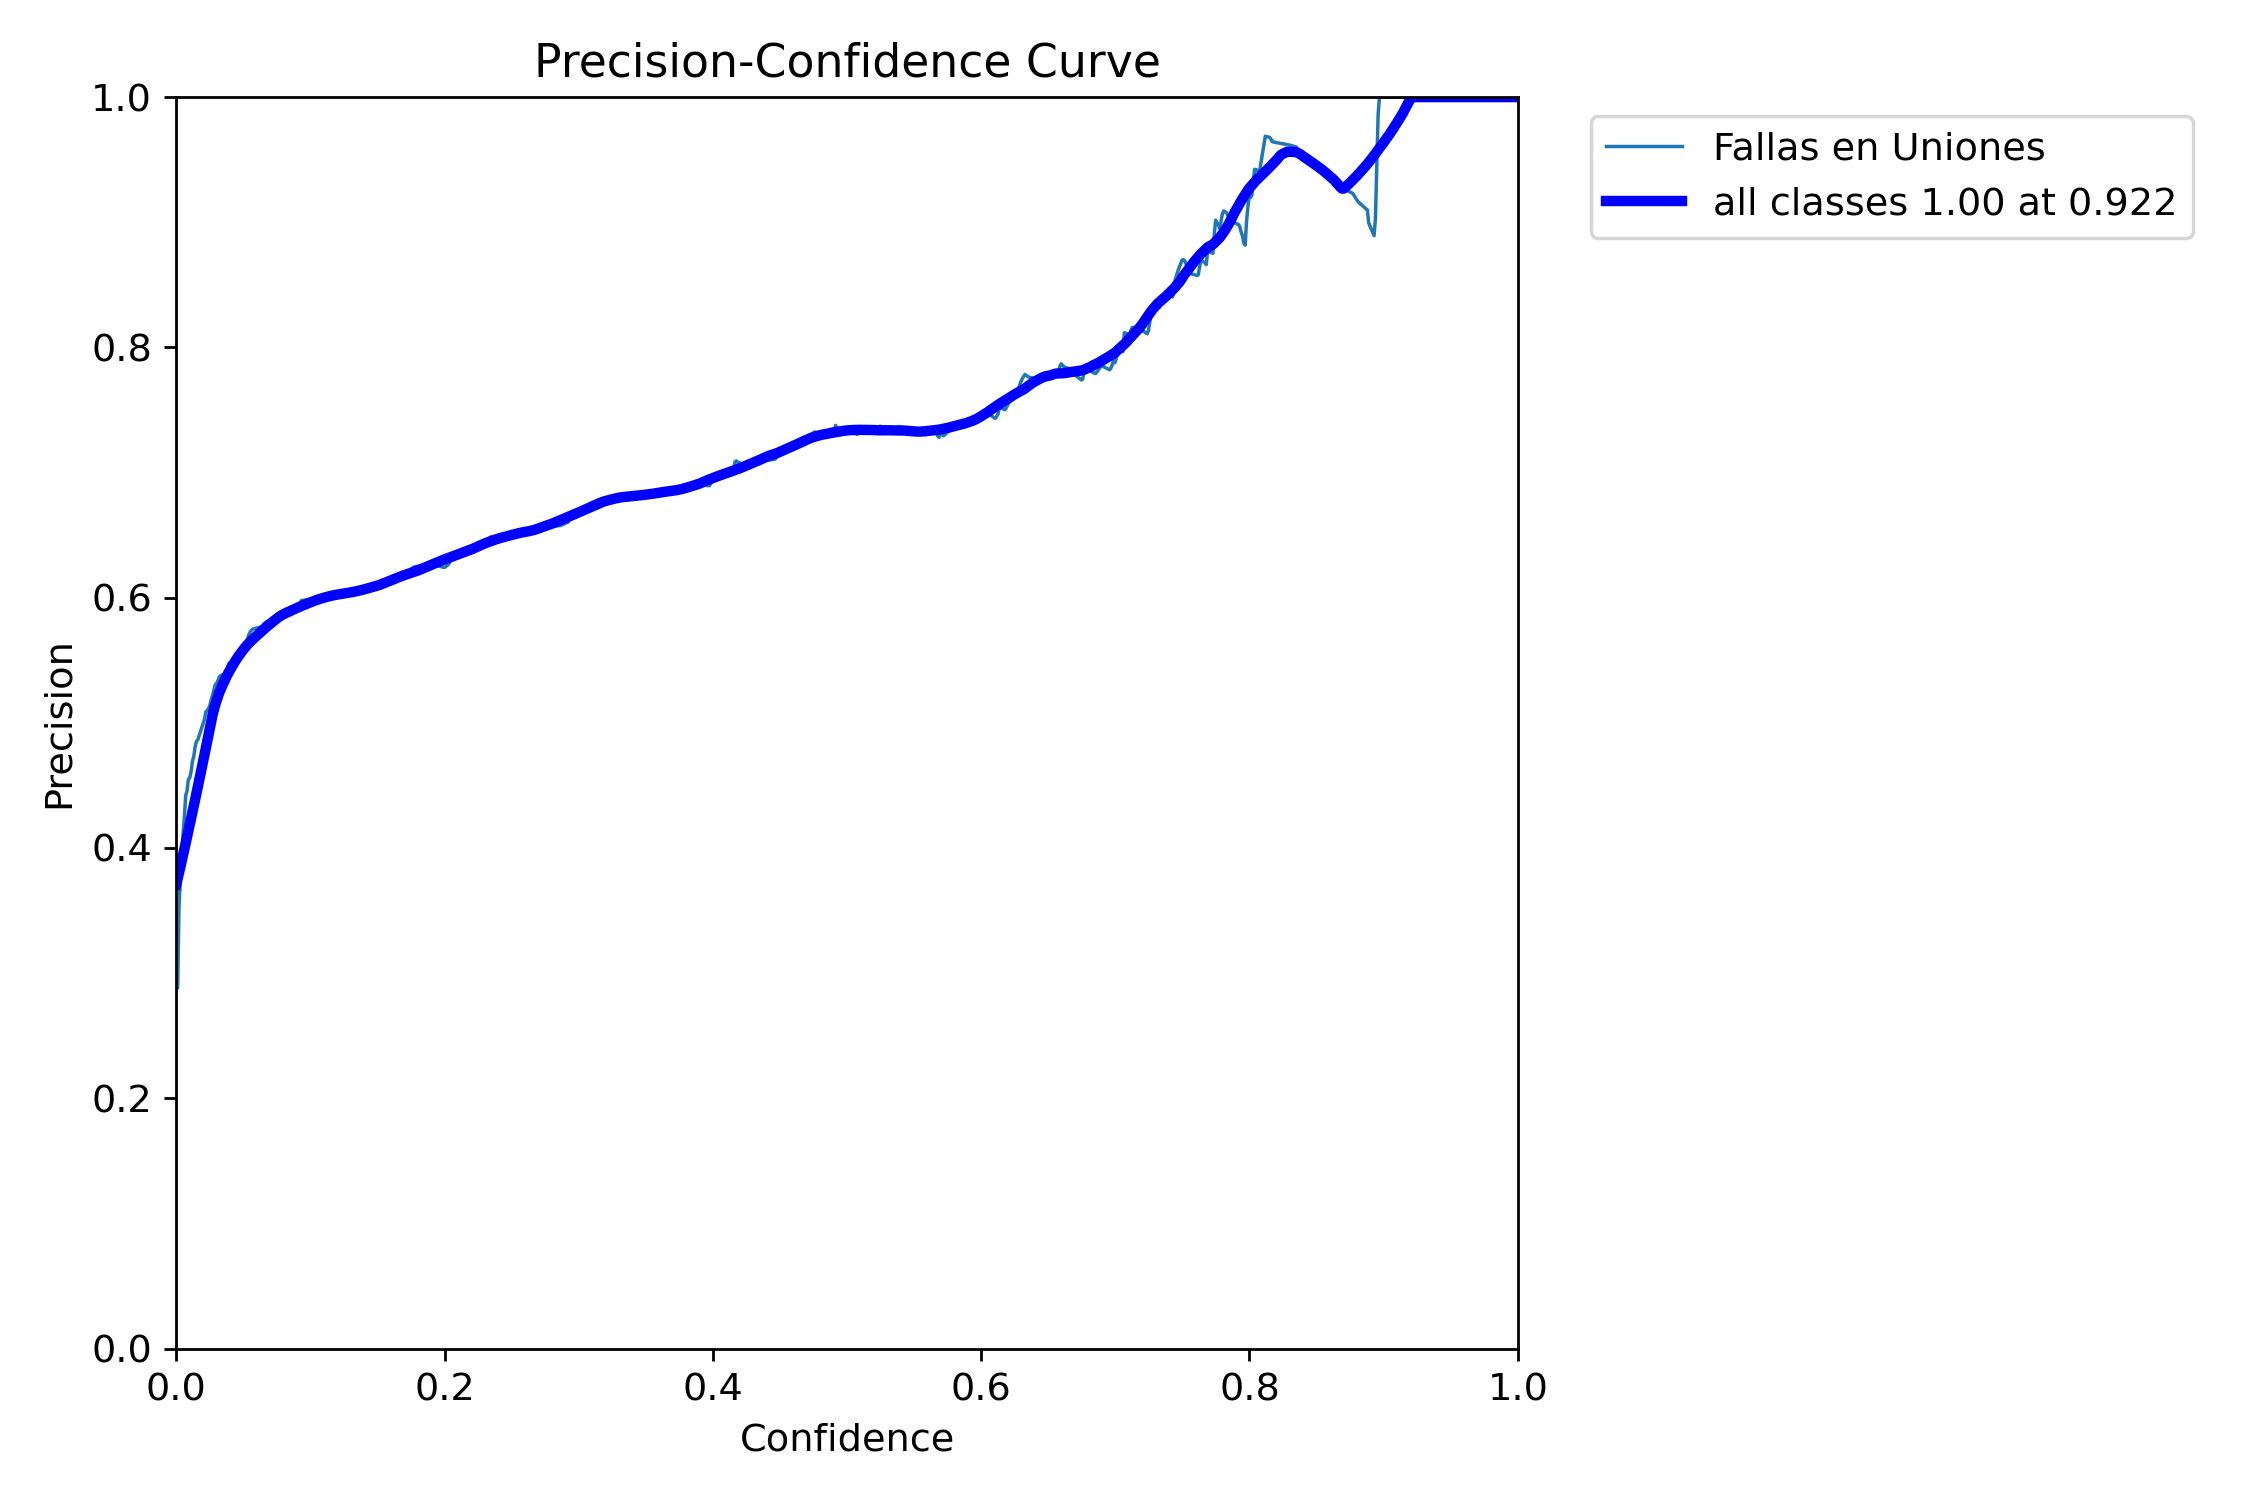 Precision-Confidence Curve
1.0
0.8
0.6
0.4
0.2
0.0
Precision
0.0 0.2 0.4 0.6 0.8 1.0
Confidence
Fallas en Uniones
all classes 1.00 at 0.922